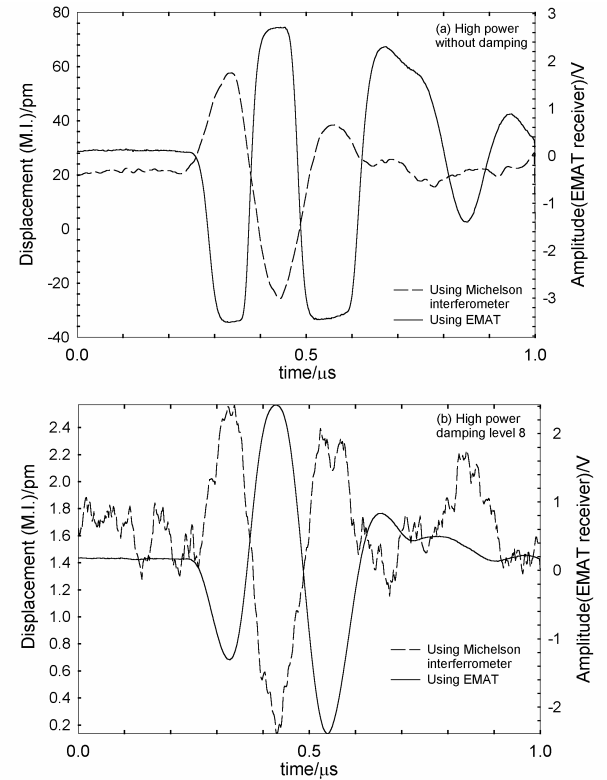 80
60
40
20
0
-20
-40
Displacement (M.I.)/pm
3
2
1
0
-1
-2
-3
Amplitude(EMAT receiver)/V
(a) High power
without damping
Using Michelson
interferometer
Using EMAT
0.0
0.5
1.0
time/μs
2.4
2.2
2.0
1.8
1.6
1.4
1.2
1.0
0.8
0.6
0.4
0.2
Displacement (M.I.)/pm
2
1
0
-1
-2
Amplitude(EMAT receiver)/V
(b) High power
damping level 8
Using Michelson
interferrometer
Using EMAT
0.0
0.5
1.0
time/μs